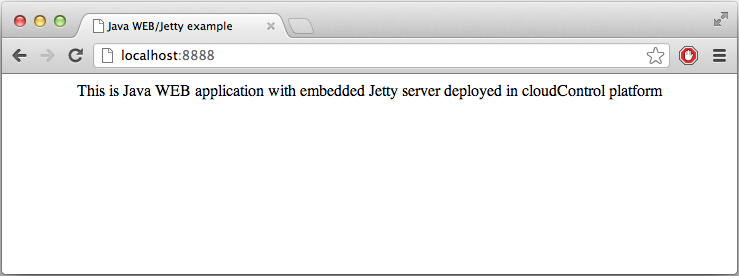 Java WEB/Jetty example
localhost:8888
This is Java WEB application with embedded Jetty server deployed in cloudControl platform